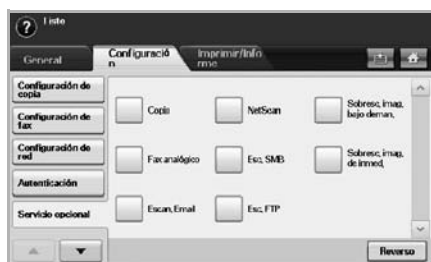 Listo
General
Configuració
n
Imprimir/Info
rme
Configuración de
copia
Configuración de
fax
Configuración de
red
Autenticación
Servicio opcional
Copia
NetScan
Sobresc, imag,
bajo deman,
Fax analógico
Esc, SMB
Sobresc, imag,
de inmed,
Escan, Email
Esc, FTP
Reverso